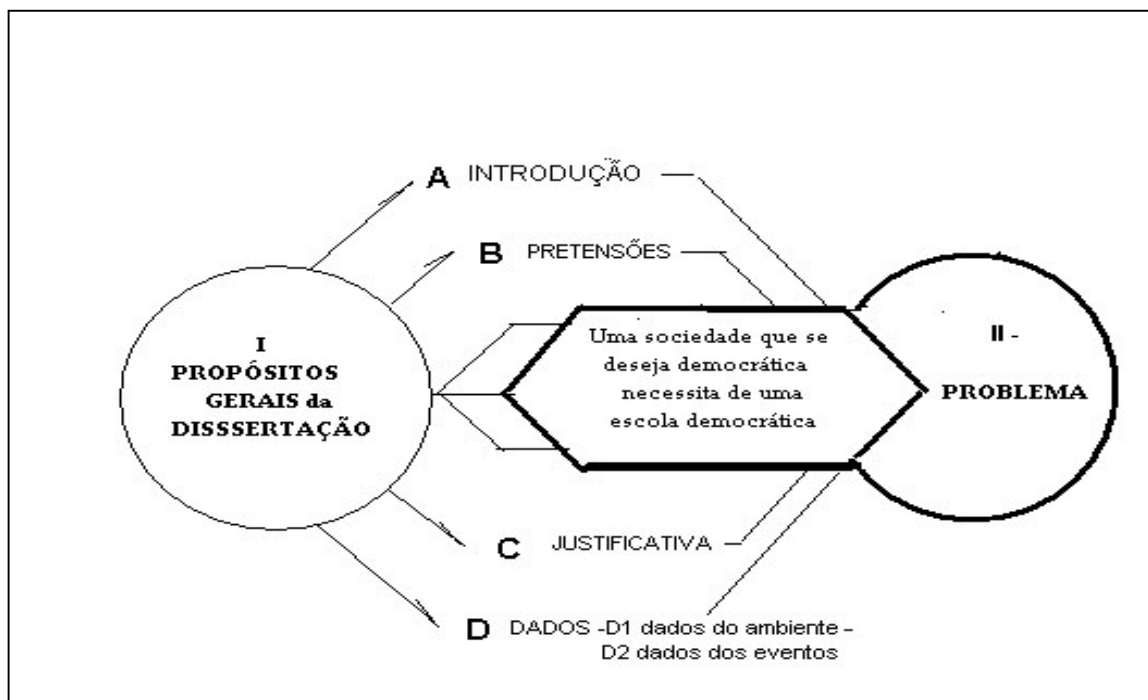 A INTRODUÇÃO
B PRETENSÕES
I
PROPÓSITOS
GERAIS da
DISSSERTAÇÃO
Uma sociedade que se
deseja democrática
necessita de uma
escola democrática
II -
PROBLEMA
C JUSTIFICATIVA
D DADOS -D1 dados do ambiente -
D2 dados dos eventos